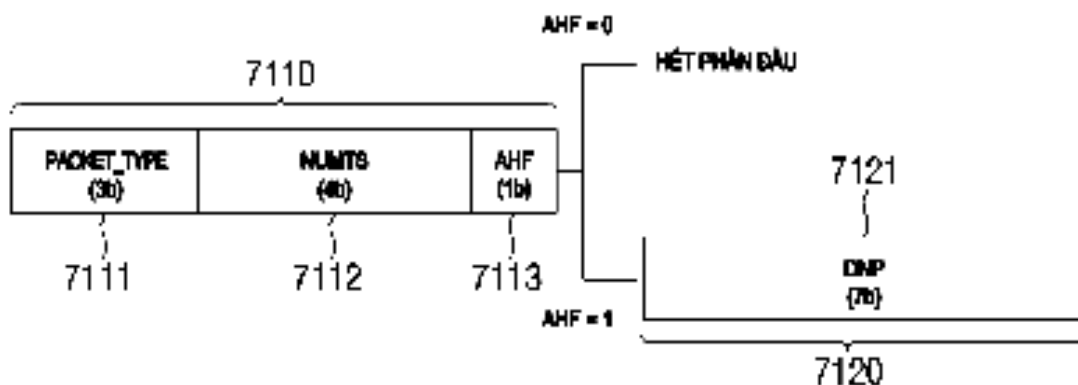 AHF = 0
7110
HẾT PHẦN ĐẦU
PACKET_TYPE
(3b)
NUMTS
(4b)
AHF
(1b)
7121
7111
7112
7113
DNP
(7b)
AHF = 1
7120